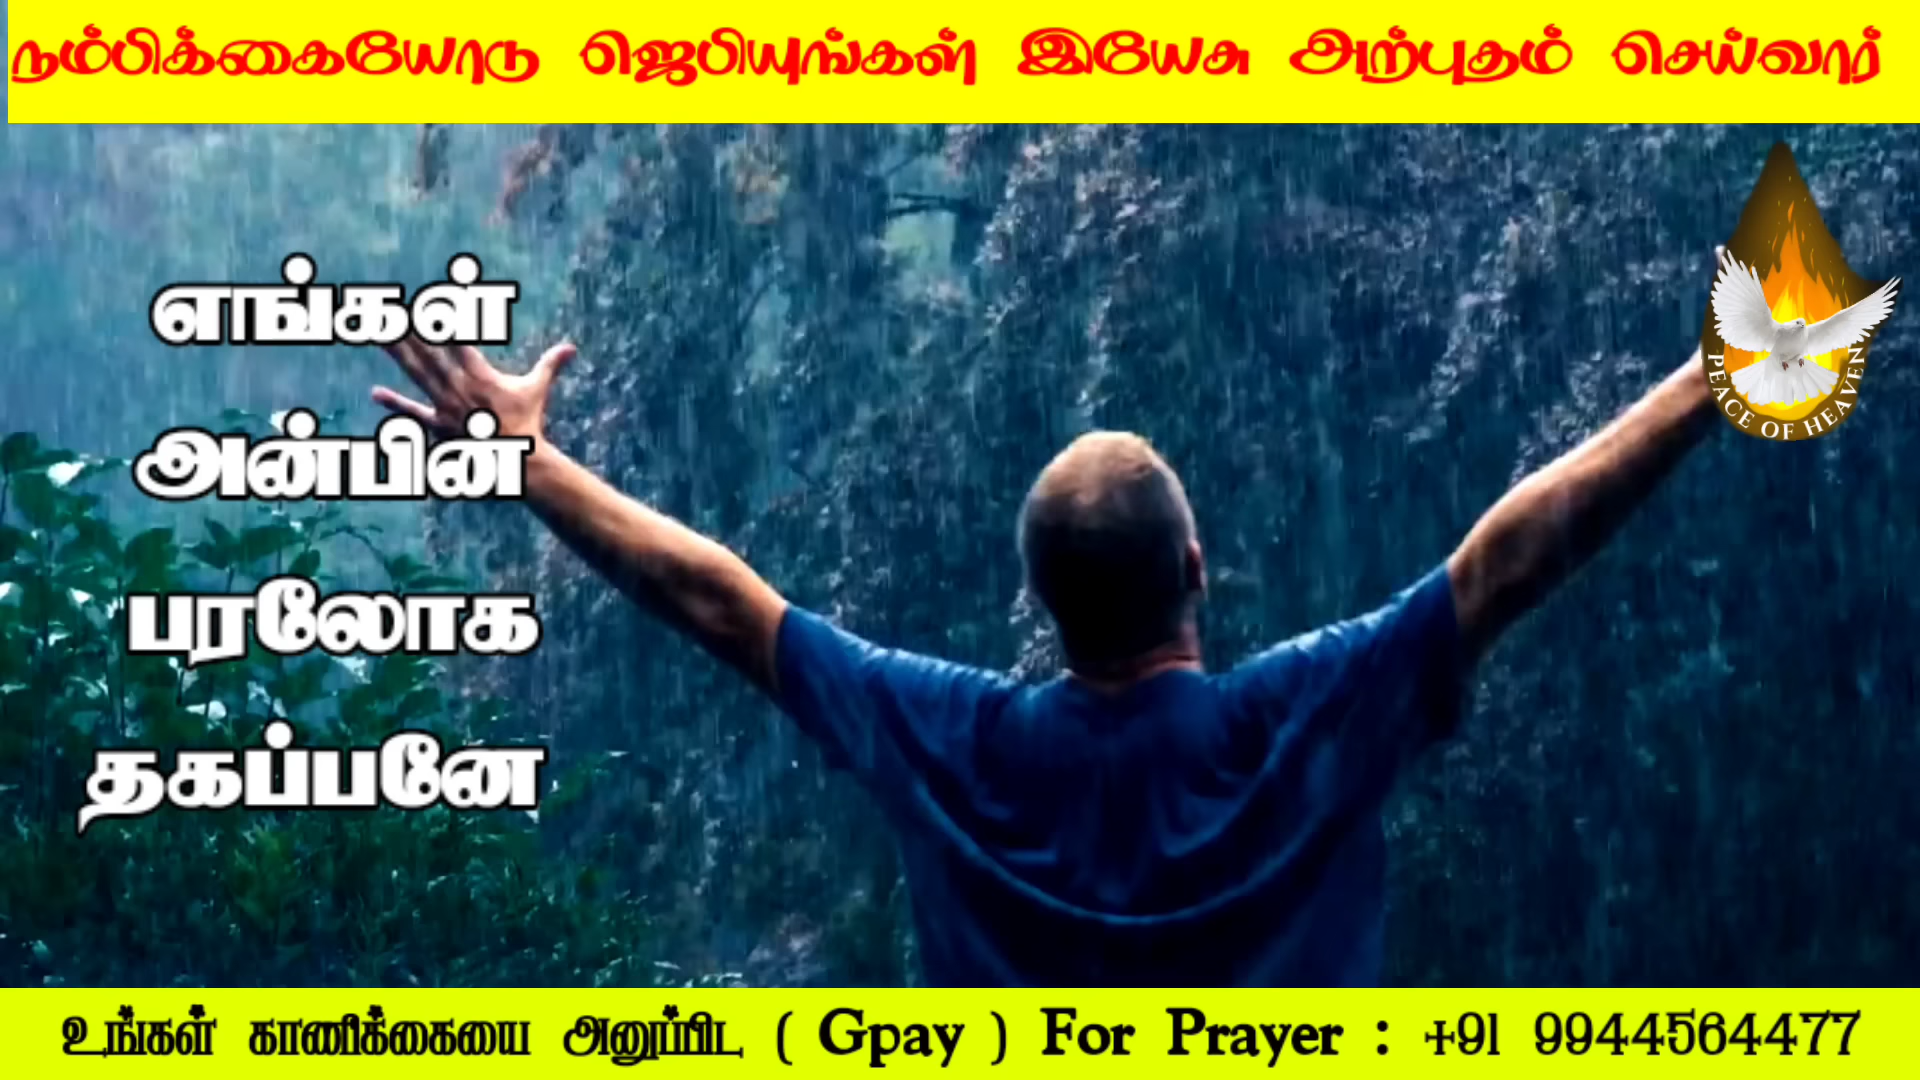 நம்பிக்கையோடு ஜெபியுங்கள் இயேசு அற்புதம் செய்வார்
எங்கள்
அன்பின்
பரலோக
தகப்பனே
PEACE OF HEAVEN
உங்கள் காணிக்கையை அனுப்பிட ( Gpay ) For Prayer : +91 9944564477